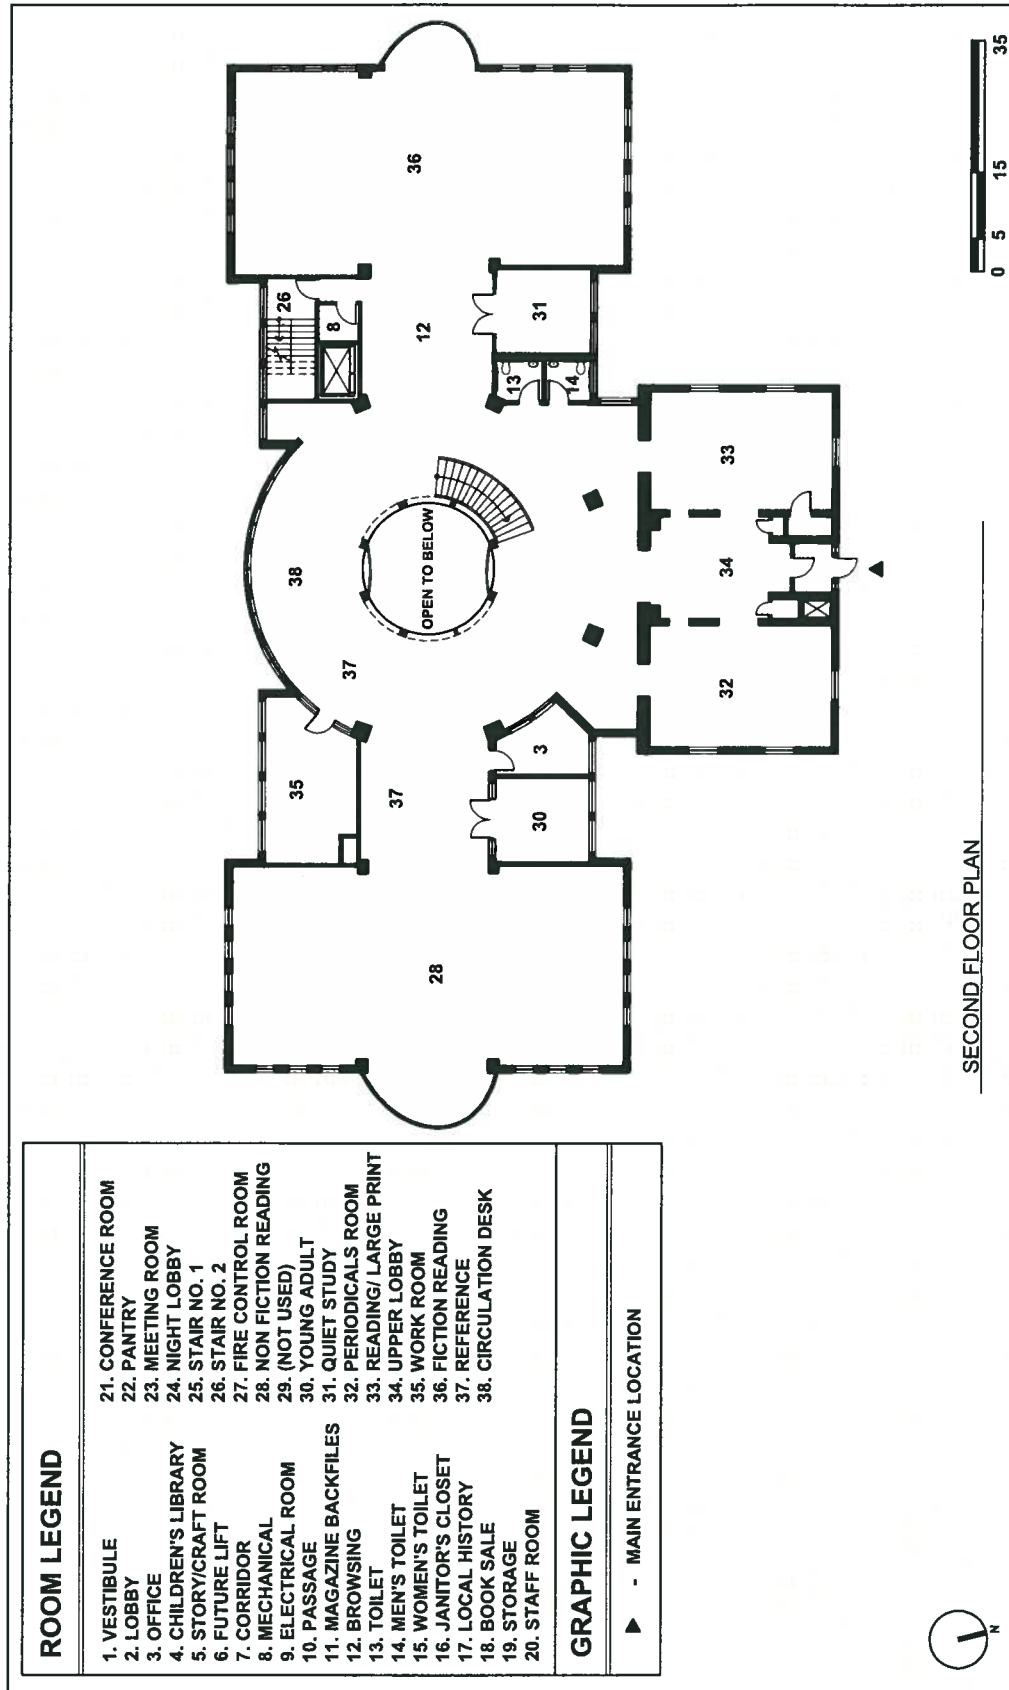 ROOM LEGEND
1. VESTIBULE
2. LOBBY
3. OFFICE
4. CHILDREN'S LIBRARY
5. STORY/CRAFT ROOM
6. FUTURE LIFT
7. CORRIDOR
8. MECHANICAL
9. ELECTRICAL ROOM
10. PASSAGE
11. MAGAZINE BACKFILES
12. BROWSING
13. TOILET
14. MEN'S TOILET
15. WOMEN'S TOILET
16. JANITOR'S CLOSET
17. LOCAL HISTORY
18. BOOK SALE
19. STORAGE
20. STAFF ROOM
21. CONFERENCE ROOM
22. PANTRY
23. MEETING ROOM
24. NIGHT LOBBY
25. STAIR NO. 1
26. STAIR NO. 2
27. FIRE CONTROL ROOM
28. NON FICTION READING
29. (NOT USED)
30. YOUNG ADULT
31. QUIET STUDY
32. PERIODICALS ROOM
33. READING/ LARGE PRINT
34. UPPER LOBBY
35. WORK ROOM
36. FICTION READING
37. REFERENCE
38. CIRCULATION DESK
GRAPHIC LEGEND
- MAIN ENTRANCE LOCATION
N
28
35
37
37
38
26
8
12
36
30
3
OPEN TO BELOW
13
14
31
32
34
33
SECOND FLOOR PLAN
0 5 15 35